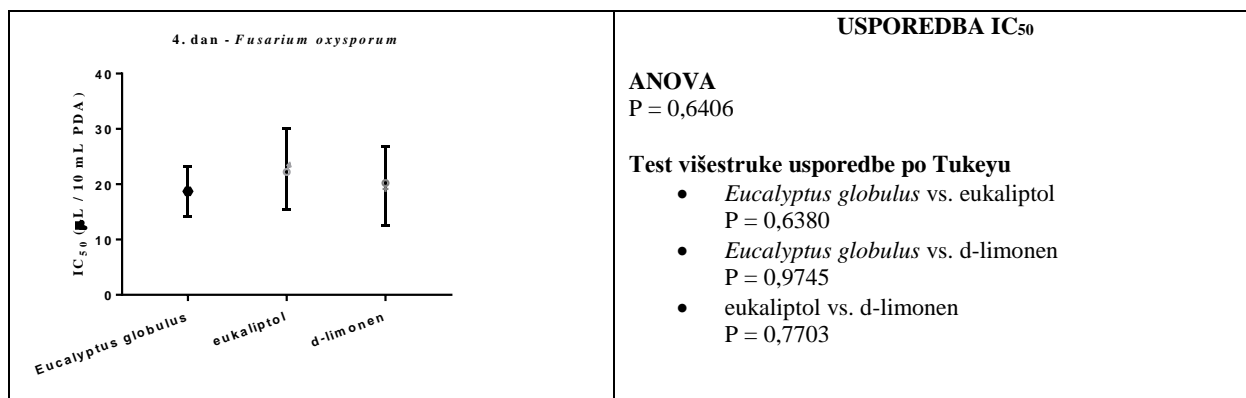 4. dan - Fusarium oxysporum
IC50 (µL / 10 mL PDA)
40
30
20
10
0
Eucalyptus globulus
eukaliptol
d-limonen
USPOREDBA IC50
ANOVA
P = 0,6406
Test višestruke usporedbe po Tukeyu
• Eucalyptus globulus vs. eukaliptol
P = 0,6380
• Eucalyptus globulus vs. d-limonen
P = 0,9745
• eukaliptol vs. d-limonen
P = 0,7703